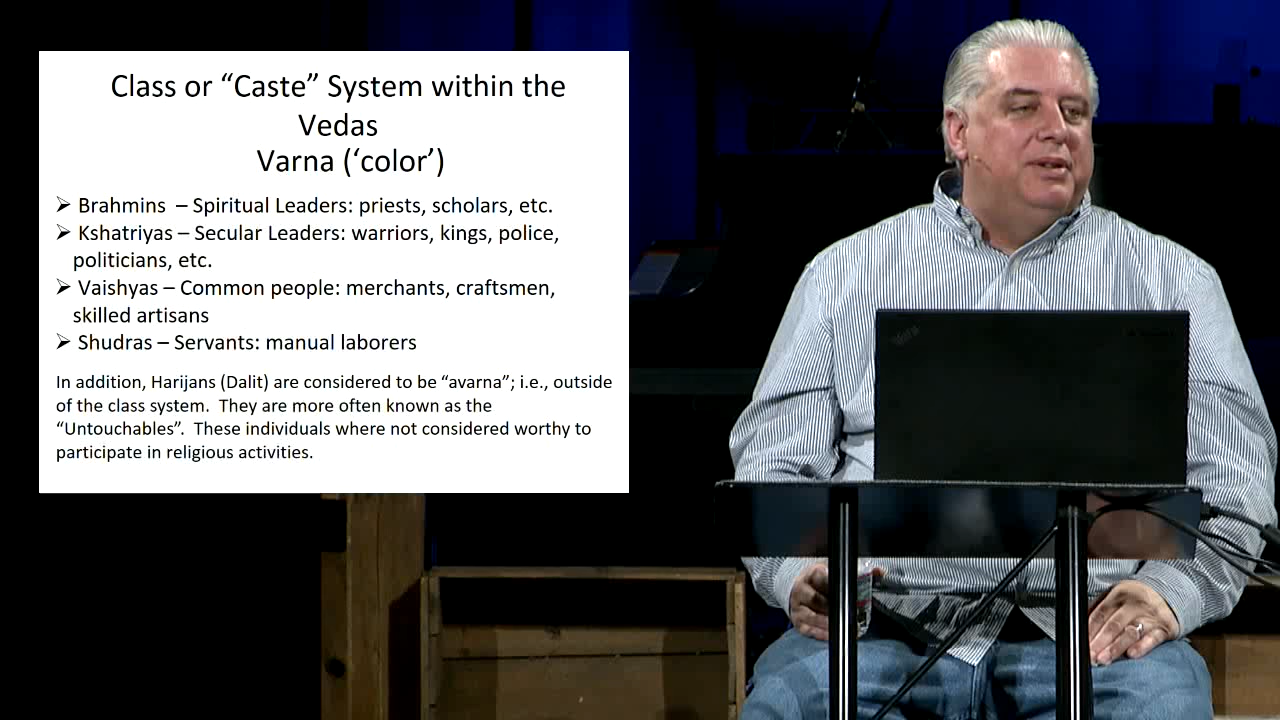 Class or “Caste” System within the
Vedas
Varna (‘color’)
➢ Brahmins – Spiritual Leaders: priests, scholars, etc.
➢ Kshatriyas – Secular Leaders: warriors, kings, police,
politicians, etc.
➢ Vaishyas – Common people: merchants, craftsmen,
skilled artisans
➢ Shudras – Servants: manual laborers
In addition, Harijans (Dalit) are considered to be “avarna”; i.e., outside
of the class system. They are more often known as the
“Untouchables”. These individuals where not considered worthy to
participate in religious activities.